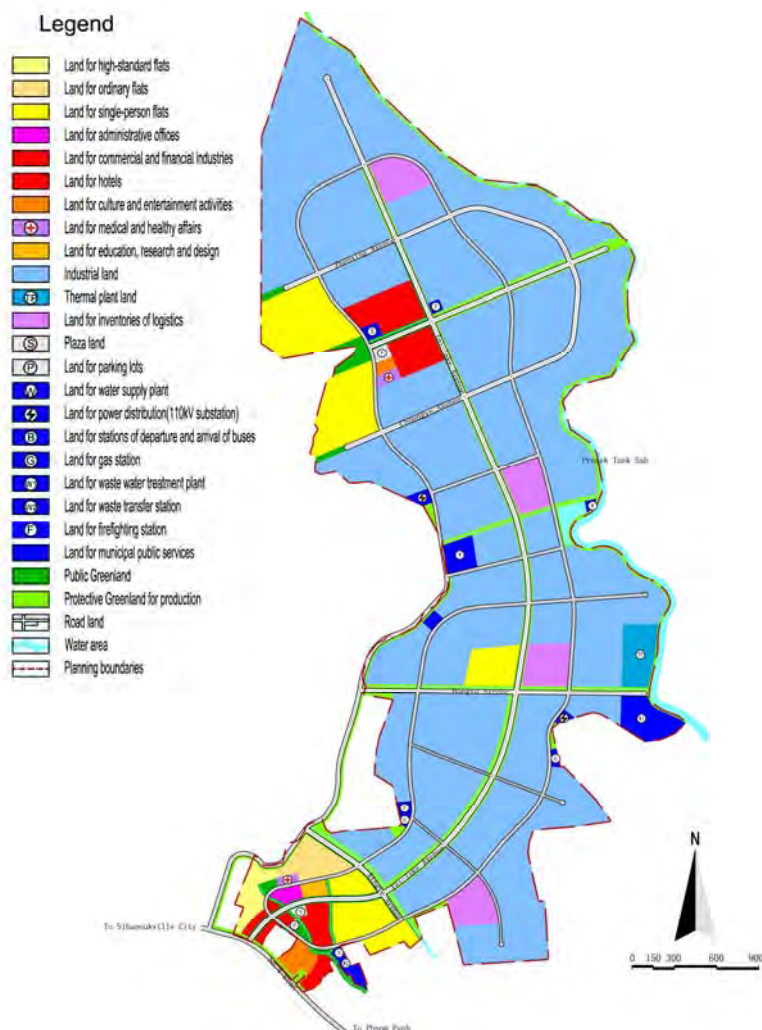 Legend
Land for high-standard flats
Land for ordinary flats
Land for single-person flats
Land for administrative offices
Land for commercial and financial industries
Land for hotels
Land for culture and entertainment activities
Land for medical and healthy affairs
Land for education, research and design
Industrial land
Thermal plant land
Land for inventories of logistics
S Plaza land
P Land for parking lots
Land for water supply plant
Land for power distribution(110kV substation)
B Land for stations of departure and arrival of buses
G Land for gas station
Land for waste water treatment plant
Land for waste transfer station
F Land for firefighting station
Land for municipal public services
Public Greenland
Protective Greenland for production
Road land
Water area
Planning boundaries
To Sihanoukville City
To Phnom Penh
N
0 150 300 600 900